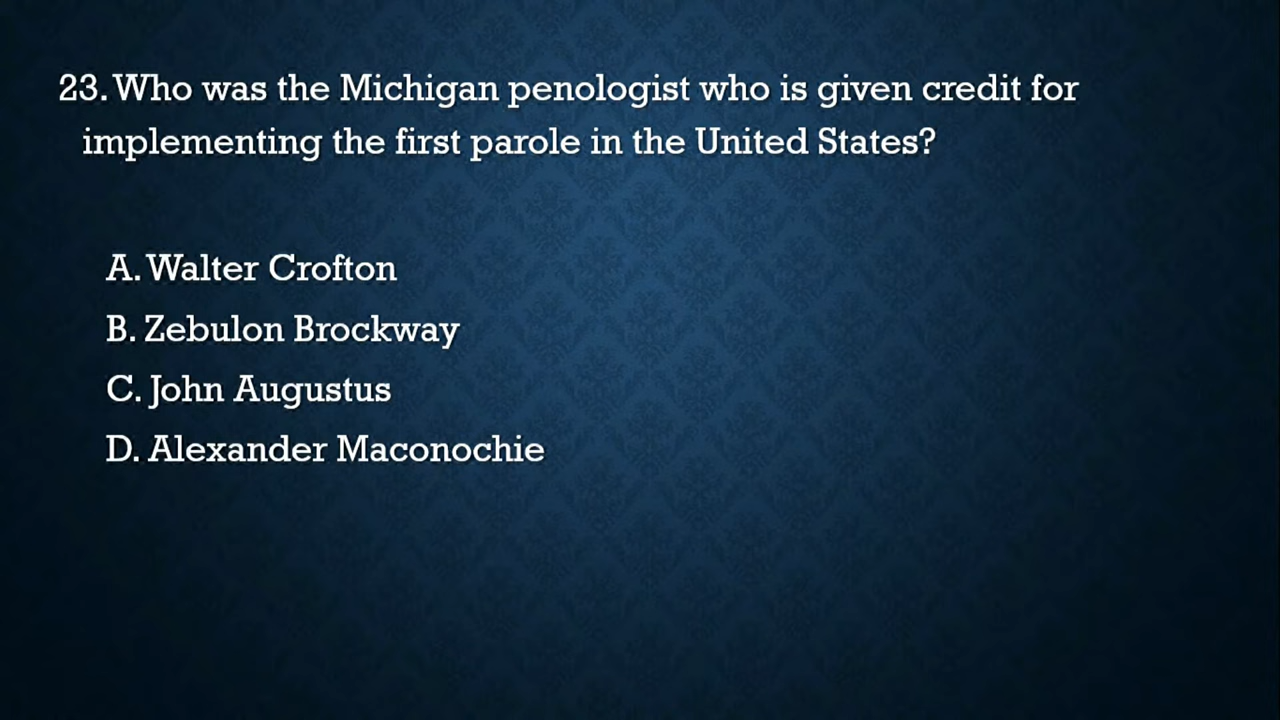 23. Who was the Michigan penologist who is given credit for
implementing the first parole in the United States?
A. Walter Crofton
B. Zebulon Brockway
C. John Augustus
D. Alexander Maconochie